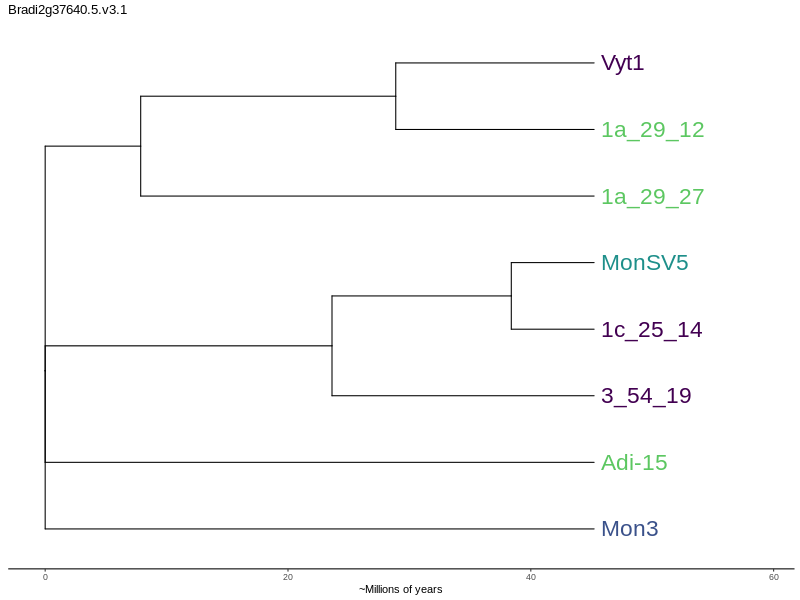 Bradi2g37640.5.v3.1
Vyt1
1a_29_12
1a_29_27
MonSV5
1c_25_14
3_54_19
Adi-15
Mon3
0 20 40 60
~Millions of years